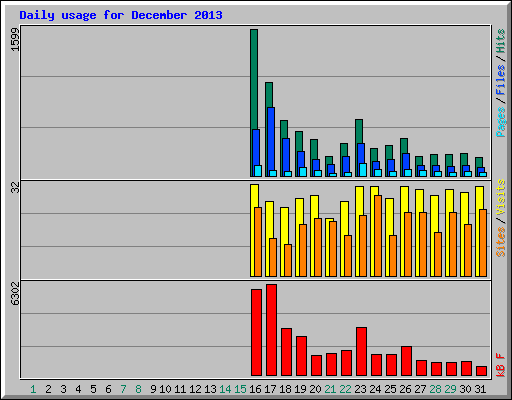 Daily usage for December 2013
1599
32
6302
Pages / Files / Hits
Sites / Visits
kB F
1 2 3 4 5 6 7 8 9 10 11 12 13 14 15 16 17 18 19 20 21 22 23 24 25 26 27 28 29 30 31